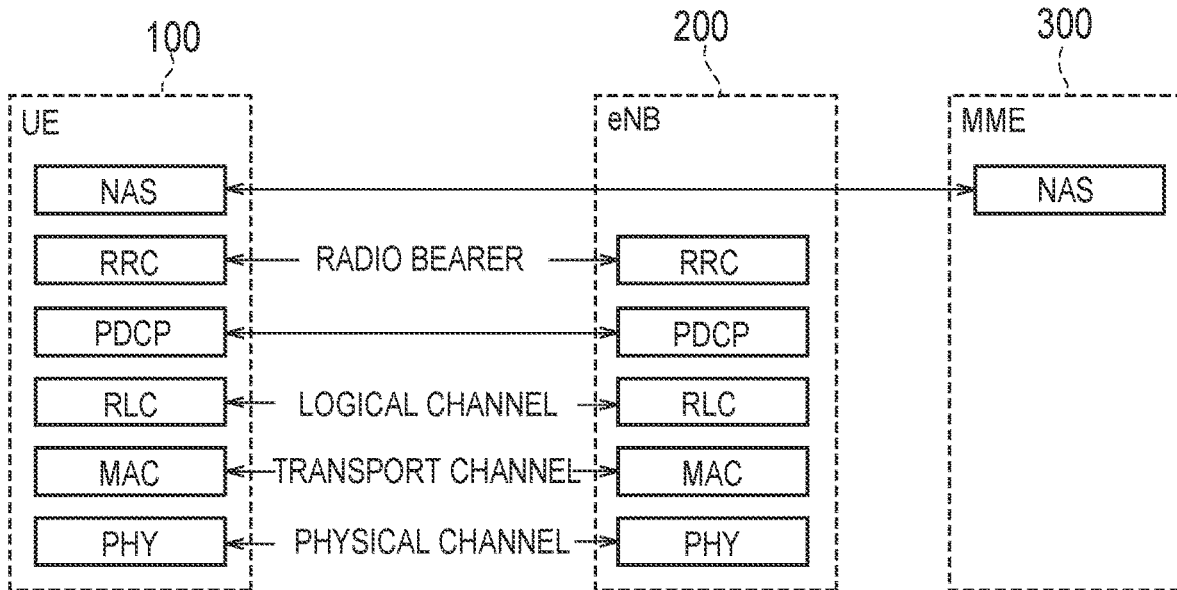 100 200 300
UE eNB MME
NAS NAS
RRC RADIO BEARER RRC
PDCP PDCP
RLC LOGICAL CHANNEL RLC
MAC TRANSPORT CHANNEL MAC
PHY PHYSICAL CHANNEL PHY